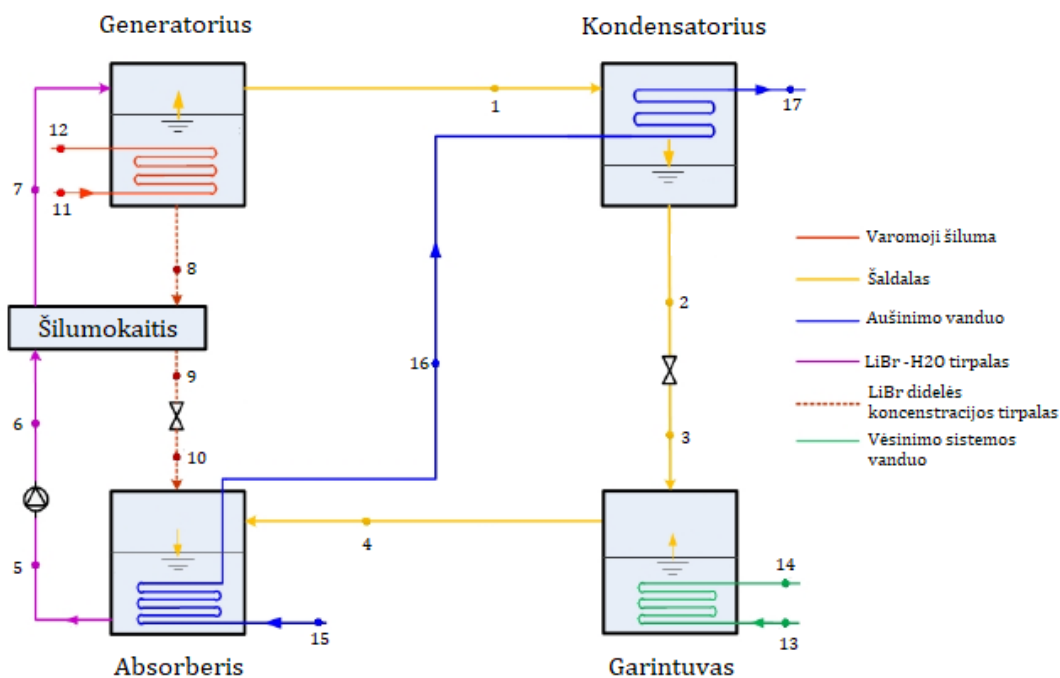 Generatorius
Kondensatorius
1
17
12
7
11
8
2
Šilumokaitis
9
16
6
3
10
4
5
14
15
13
Absorberis
Garintuvas
Varomoji šiluma
Šaldalas
Aušinimo vanduo
LiBr -H2O tirpalas
LiBr didelės
koncenstracijos tirpalas
Vėsinimo sistemos
vanduo